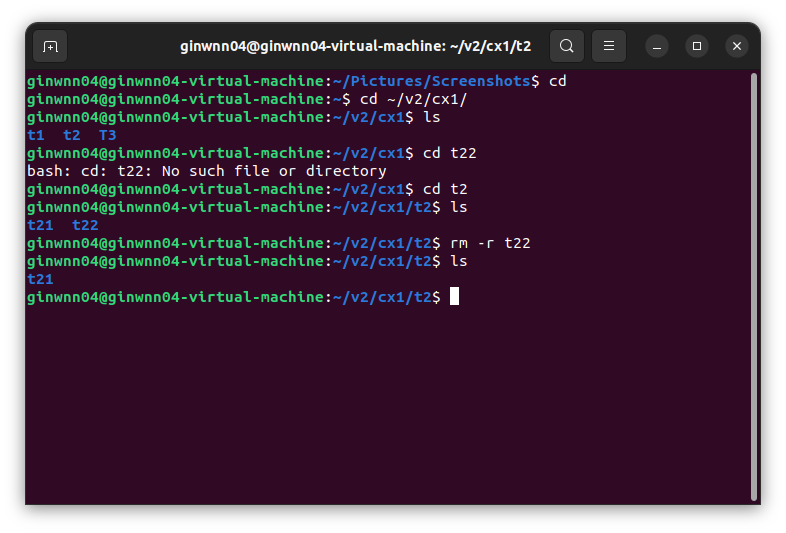 ginwnn04@ginwnn04-virtual-machine: ~/v2/cx1/t2
ginwnn04@ginwnn04-virtual-machine:~/Pictures/Screenshots$ cd
ginwnn04@ginwnn04-virtual-machine:~$ cd ~/v2/cx1/
ginwnn04@ginwnn04-virtual-machine:~/v2/cx1$ ls
t1  t2  T3
ginwnn04@ginwnn04-virtual-machine:~/v2/cx1$ cd t22
bash: cd: t22: No such file or directory
ginwnn04@ginwnn04-virtual-machine:~/v2/cx1$ cd t2
ginwnn04@ginwnn04-virtual-machine:~/v2/cx1/t2$ ls
t21  t22
ginwnn04@ginwnn04-virtual-machine:~/v2/cx1/t2$ rm -r t22
ginwnn04@ginwnn04-virtual-machine:~/v2/cx1/t2$ ls
t21
ginwnn04@ginwnn04-virtual-machine:~/v2/cx1/t2$